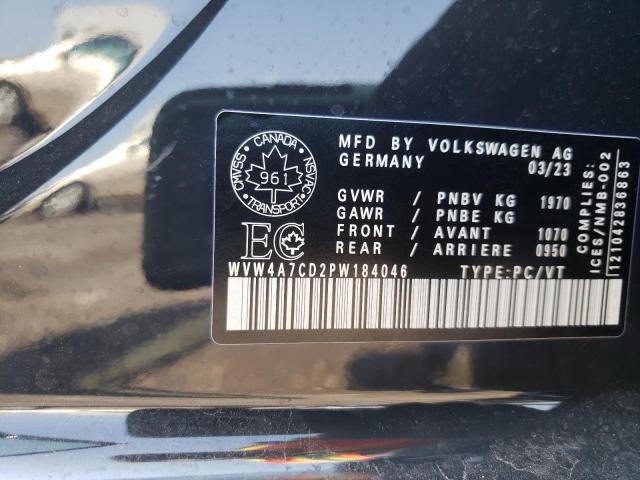 CANADA
CMVSS
NSVAC
961
TRANSPORT
EC
MFD BY VOLKSWAGEN AG
GERMANY 03/23
GVWR / PNBV KG 1970
GAWR / PNBE KG
FRONT / AVANT 1070
REAR / ARRIERE 0950
WVW4A7CD2PW184046 TYPE:PC/VT
COMPLIES:
ICES/NMB-002
121042836863